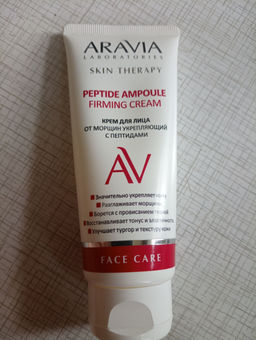 ARAVIA
LABORATORIES
SKIN THERAPY
PEPTIDE AMPOULE
FIRMING CREAM
КРЕМ ДЛЯ ЛИЦА
ОТ МОРЩИН УКРЕПЛЯЮЩИЙ
С ПЕПТИДАМИ
AV
Значительно укрепляет кожу
Разглаживает морщины
Борется с провисанием тканей
Восстанавливает тонус и эластичность
Улучшает тургор и текстуру кожи
FACE CARE